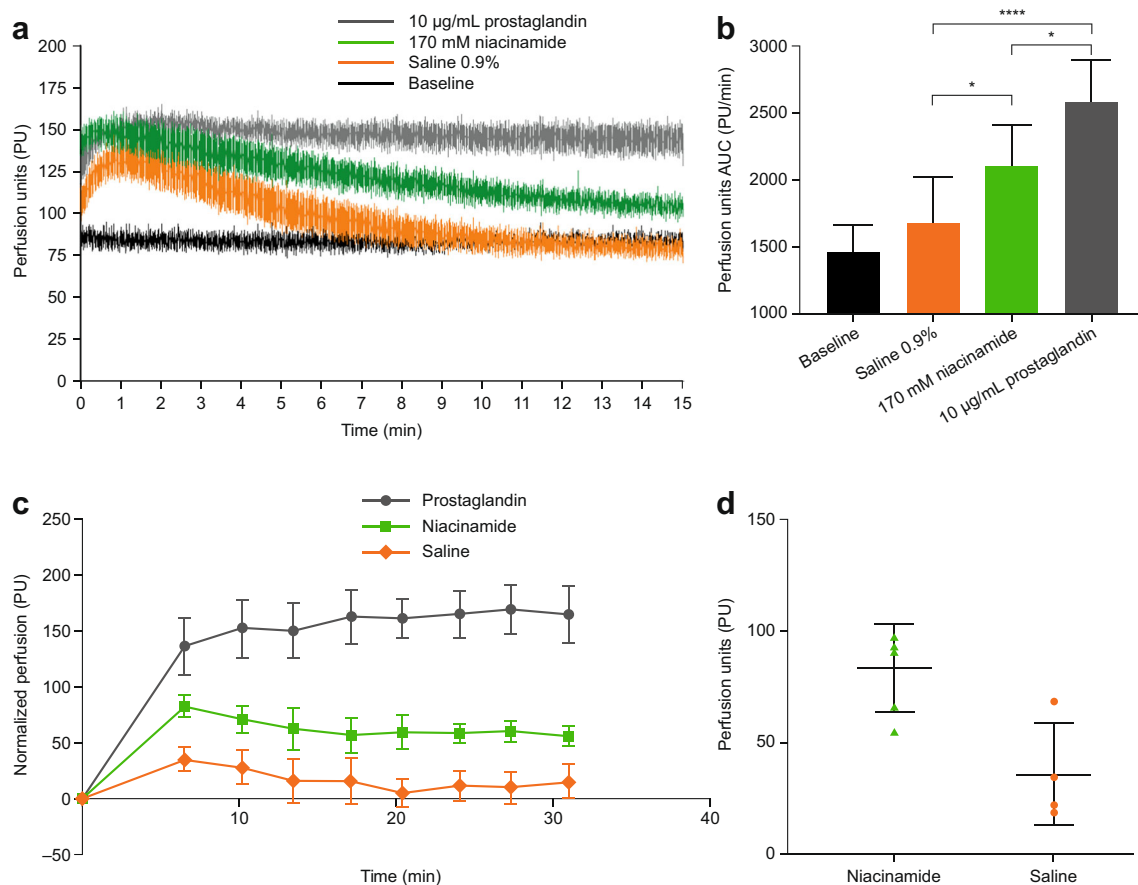 a
10 µg/mL prostaglandin
170 mM niacinamide
Saline 0.9%
Baseline
Perfusion units (PU)
200
175
150
125
100
75
50
25
0
0 1 2 3 4 5 6 7 8 9 10 11 12 13 14 15
Time (min)
b
****
*
*
Perfusion units AUC (PU/min)
3000
2500
2000
1500
1000
Baseline
Saline 0.9%
170 mM niacinamide
10 µg/mL prostaglandin
c
Prostaglandin
Niacinamide
Saline
Normalized perfusion (PU)
250
200
150
100
50
0
–50
10 20 30 40
Time (min)
d
Perfusion units (PU)
150
100
50
0
Niacinamide Saline